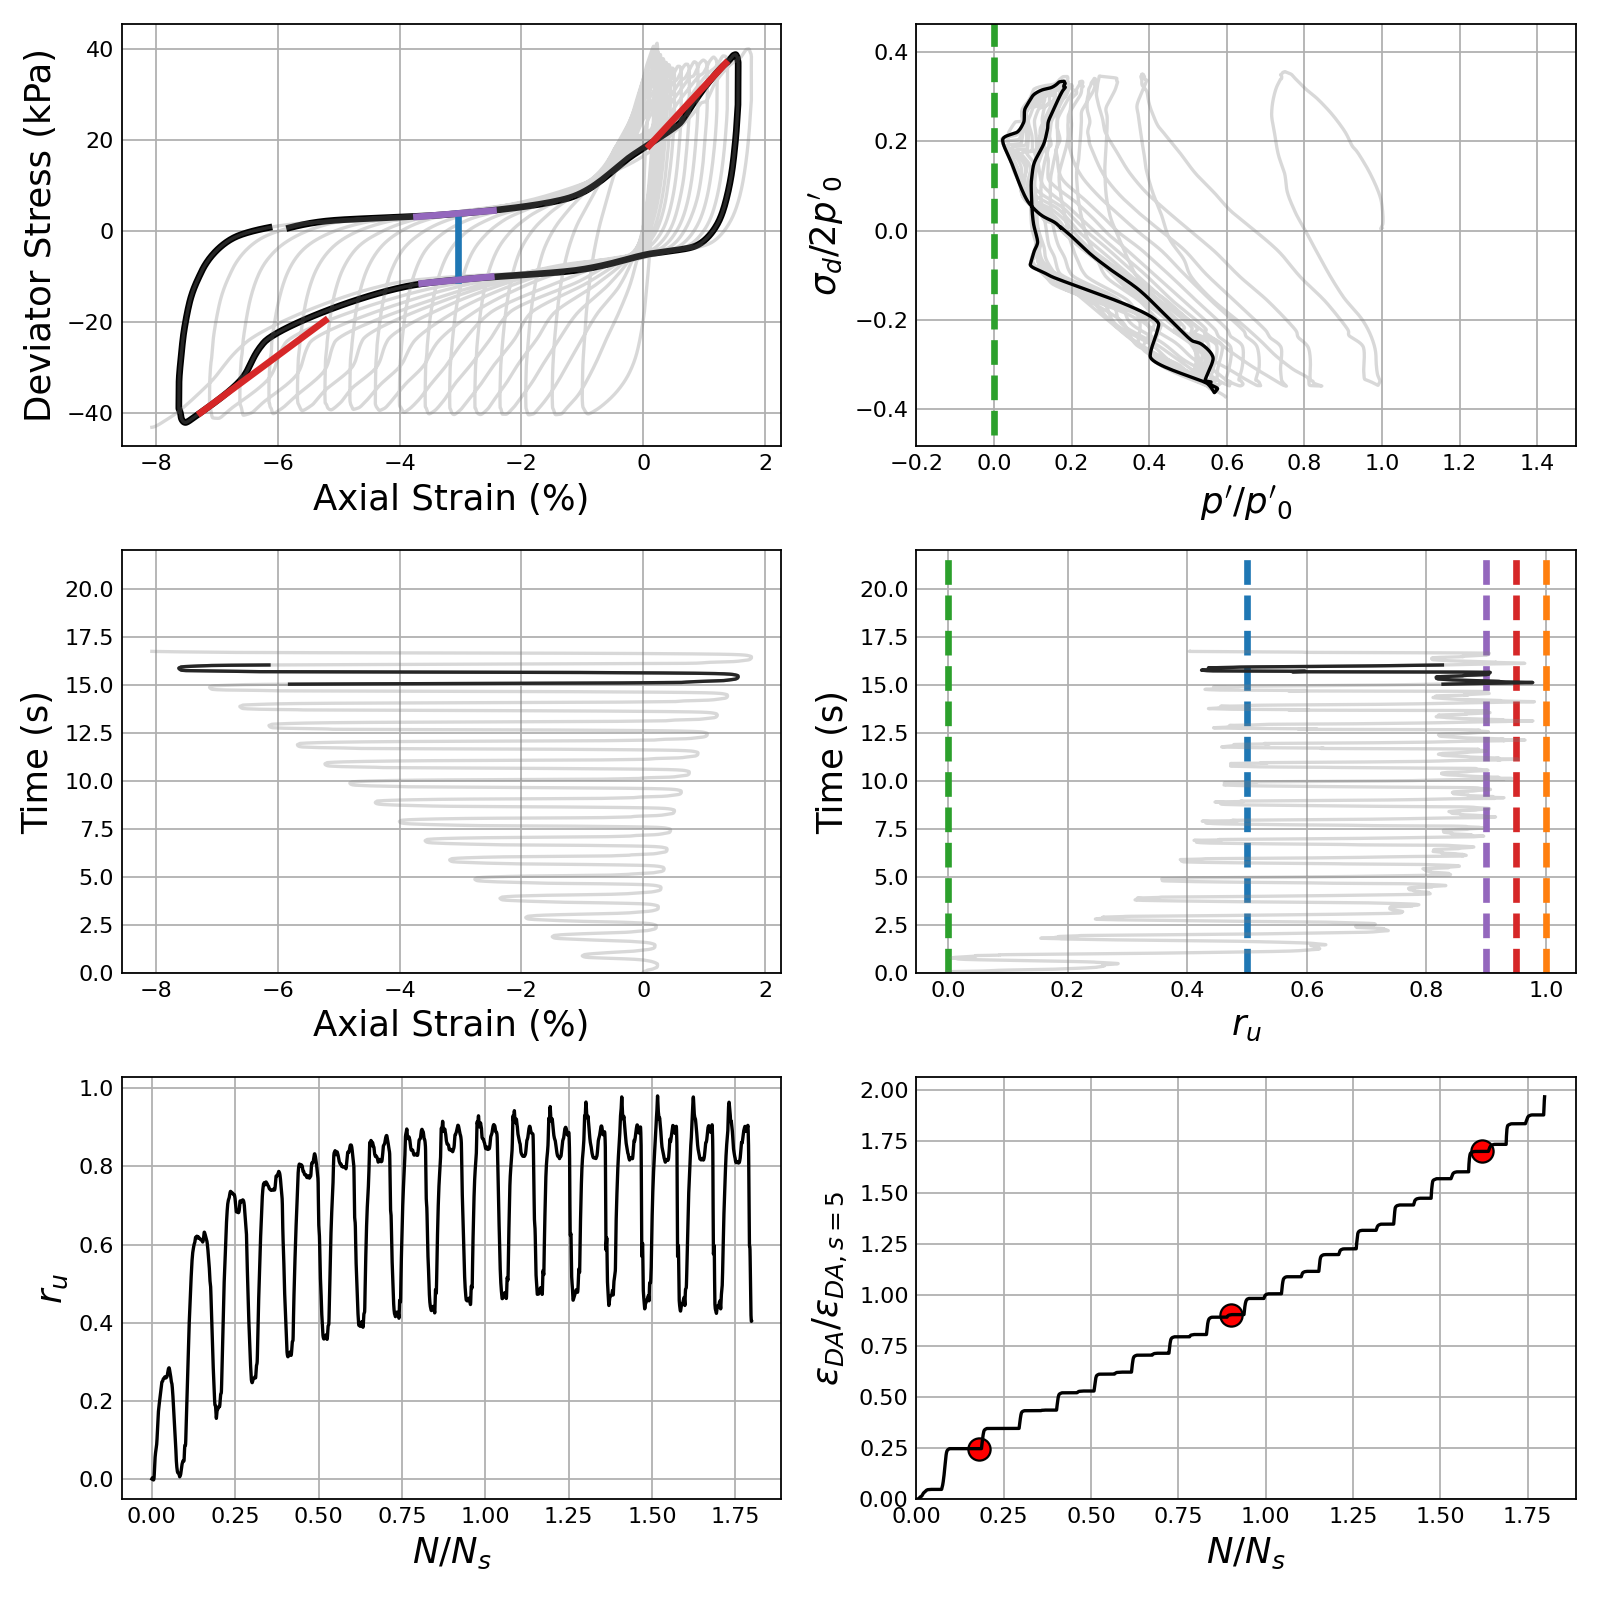 40
20
0
−20
−40
Deviator Stress (kPa)
−8 −6 −4 −2 0 2
Axial Strain (%)
0.4
0.2
0.0
−0.2
−0.4
σd/2p′0
−0.2 0.0 0.2 0.4 0.6 0.8 1.0 1.2 1.4
p′/p′0
20.0
17.5
15.0
12.5
10.0
7.5
5.0
2.5
0.0
Time (s)
−8 −6 −4 −2 0 2
Axial Strain (%)
20.0
17.5
15.0
12.5
10.0
7.5
5.0
2.5
0.0
Time (s)
0.0 0.2 0.4 0.6 0.8 1.0
ru
1.0
0.8
0.6
0.4
0.2
0.0
ru
0.00 0.25 0.50 0.75 1.00 1.25 1.50 1.75
N/Ns
2.00
1.75
1.50
1.25
1.00
0.75
0.50
0.25
0.00
εDA/εDA, s = 5
0.00 0.25 0.50 0.75 1.00 1.25 1.50 1.75
N/Ns